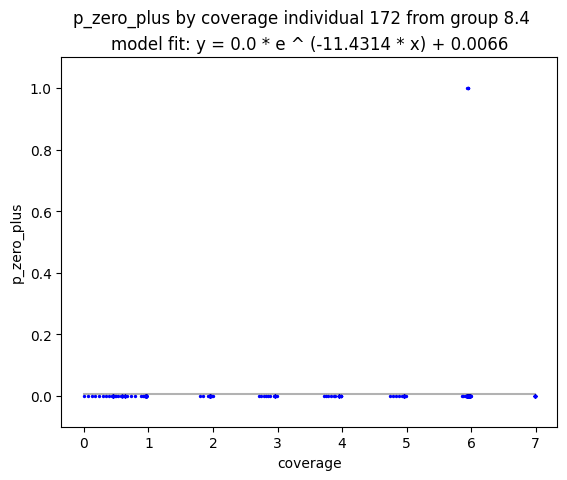 p_zero_plus by coverage individual 172 from group 8.4
model fit: y = 0.0 * e ^ (-11.4314 * x) + 0.0066
1.0
0.8
0.6
0.4
0.2
0.0
p_zero_plus
0 1 2 3 4 5 6 7
coverage